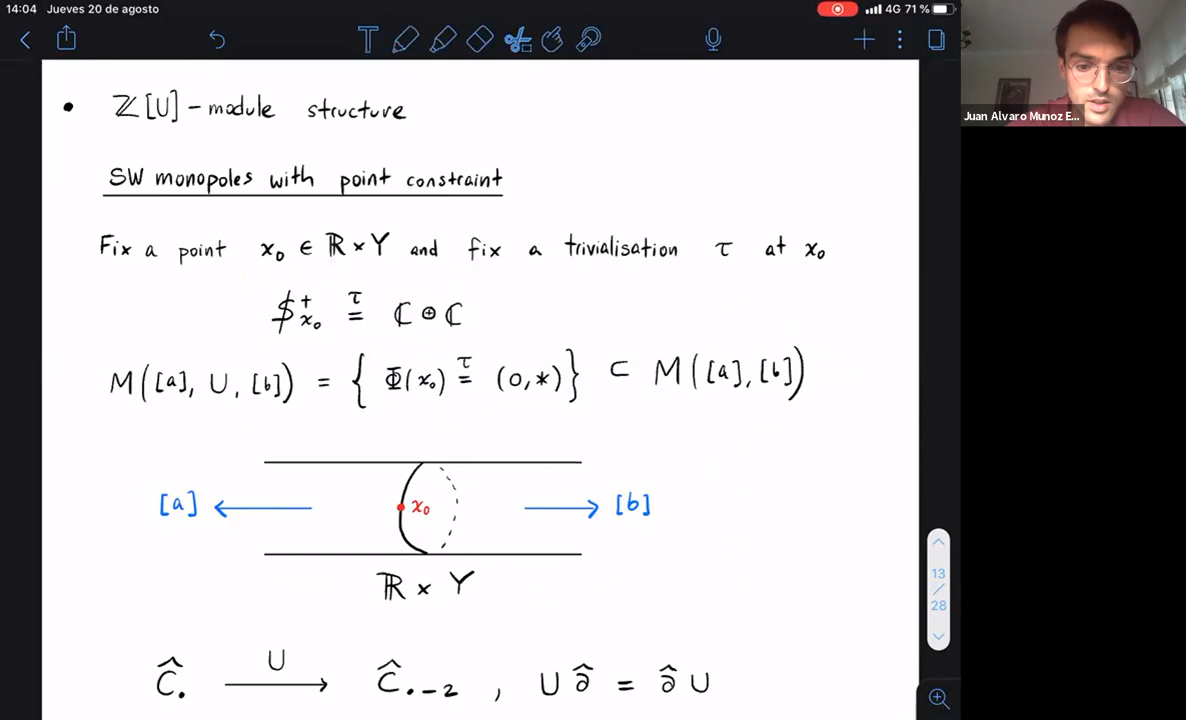 14:04 Jueves 20 de agosto
4G 71 %
Juan Alvaro Munoz E...
• ℤ[U] - module structure
SW monopoles with point constraint
Fix a point x₀ ∈ ℝ × Y and fix a trivialisation τ at x₀
$⁺ₓ₀ =^τ ℂ ⊕ ℂ
M([a], U, [b]) = { Φ(x₀) =^τ (0, *) } ⊂ M([a], [b])
[a] ← x₀ → [b]
ℝ × Y
Ĉ. —U→ Ĉ.₋₂ , U ∂̂ = ∂̂ U
13
/
28